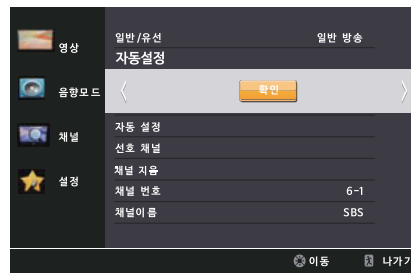 영상
음향모드
채널
설정
일반/유선 일반 방송
자동설정
확인
자동 설정
선호 채널
채널 지움
채널 번호 6-1
채널이름 SBS
이동 나가기